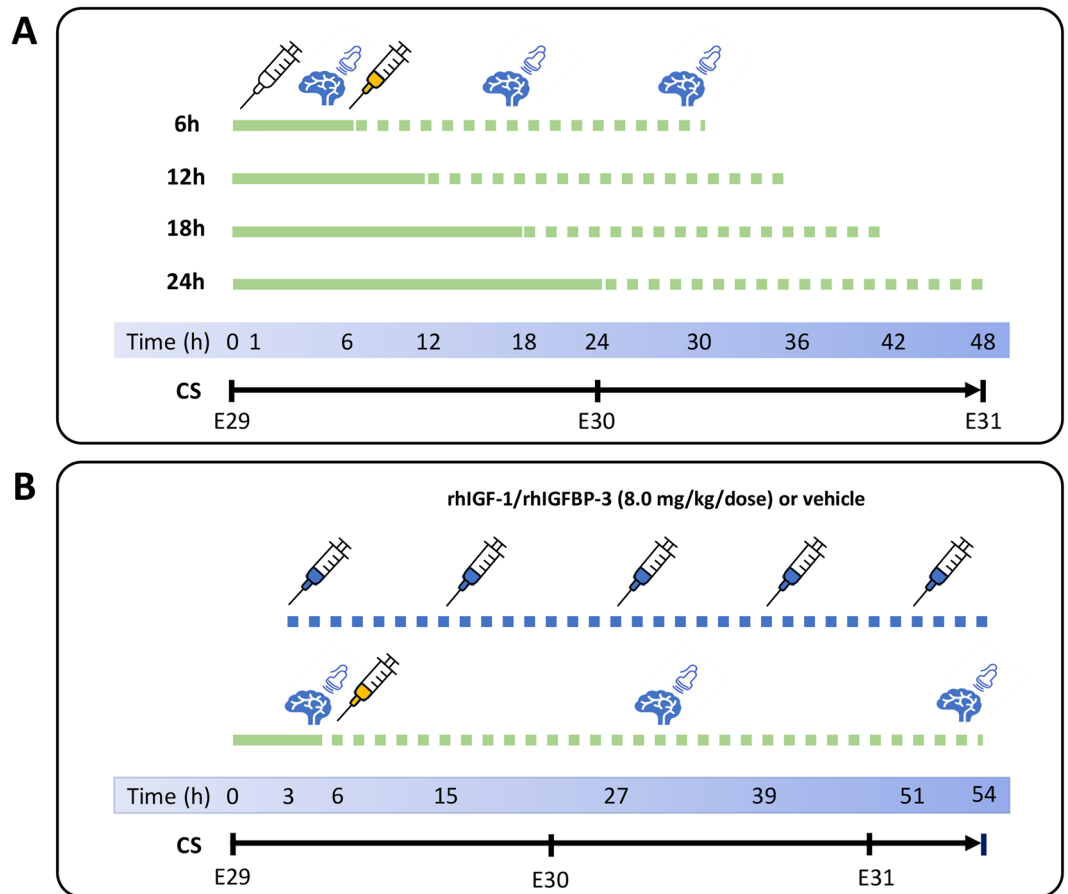 A
6h
12h
18h
24h
Time (h) 0 1 6 12 18 24 30 36 42 48
CS
E29 E30 E31
B
rhIGF-1/rhIGFBP-3 (8.0 mg/kg/dose) or vehicle
Time (h) 0 3 6 15 27 39 51 54
CS
E29 E30 E31